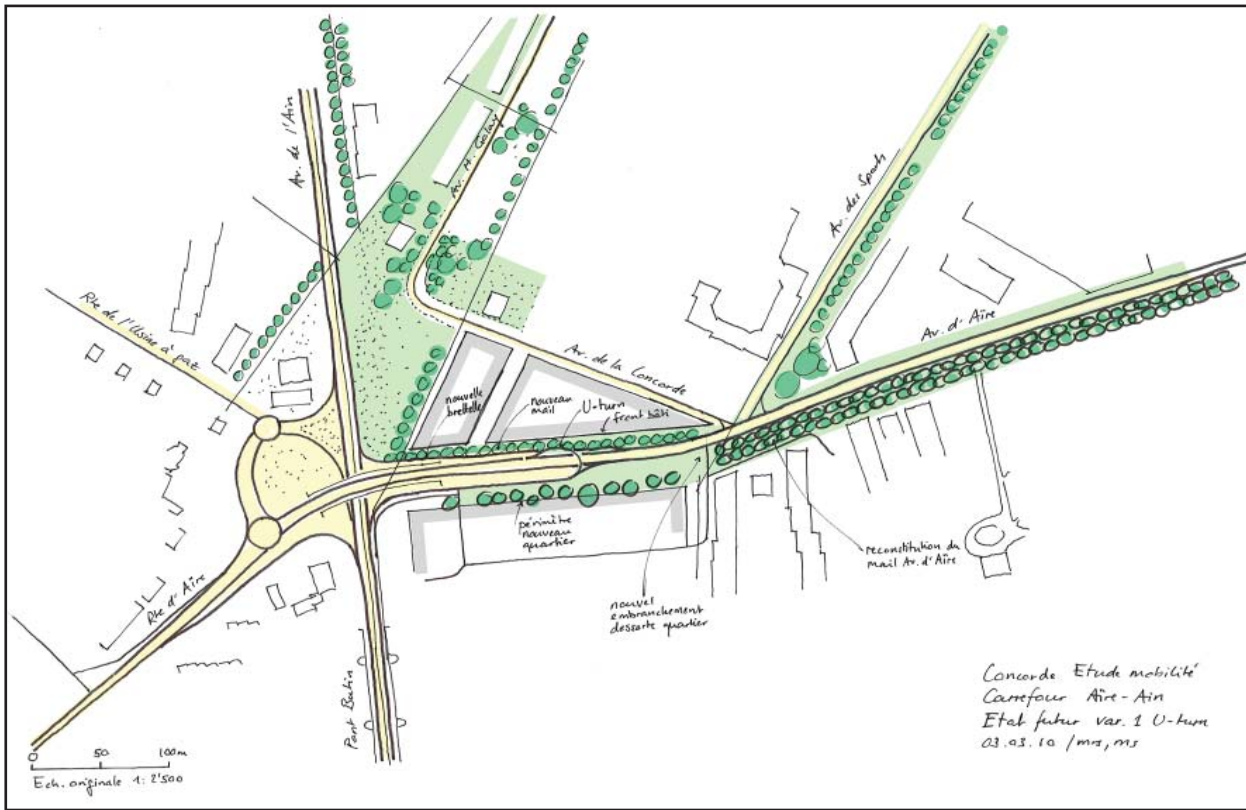 Av. de l'Ain
Av. H. Golay
Av. des Sports
Rte de l'Usine à gaz
Av. d'Aïre
Av. de la Concorde
nouvelle
bretelle
nouveau
mail
U-turn
front bâti
périmètre
nouveau
quartier
reconstitution du
mail Av. d'Aïre
nouvel
embranchement
desserte quartier
Rte d'Aïre
Pont Butin
0 50 100m
Ech. originale 1:2'500
Concorde Etude mobilité
Carrefour Aïre-Ain
Etat futur var. 1 U-turn
03.03.10 /mrs, ms